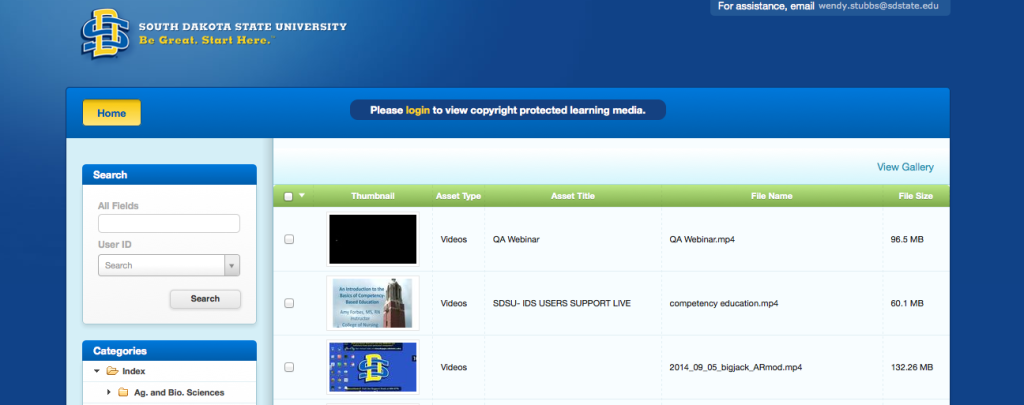 For assistance, email wendy.stubbs@sdstate.edu
SOUTH DAKOTA STATE UNIVERSITY
Be Great. Start Here.™
Home
Please login to view copyright protected learning media.
Search
All Fields
User ID
Search
Search
Categories
Index
Ag. and Bio. Sciences
View Gallery
Thumbnail Asset Type Asset Title File Name File Size
Videos QA Webinar QA Webinar.mp4 96.5 MB
An Introduction to the
Basics of Competency-
Based Education
Amy Forbes, MS, RN
Instructor
College of Nursing
Videos SDSU- IDS USERS SUPPORT LIVE competency education.mp4 60.1 MB
Videos 2014_09_05_bigjack_ARmod.mp4 132.26 MB